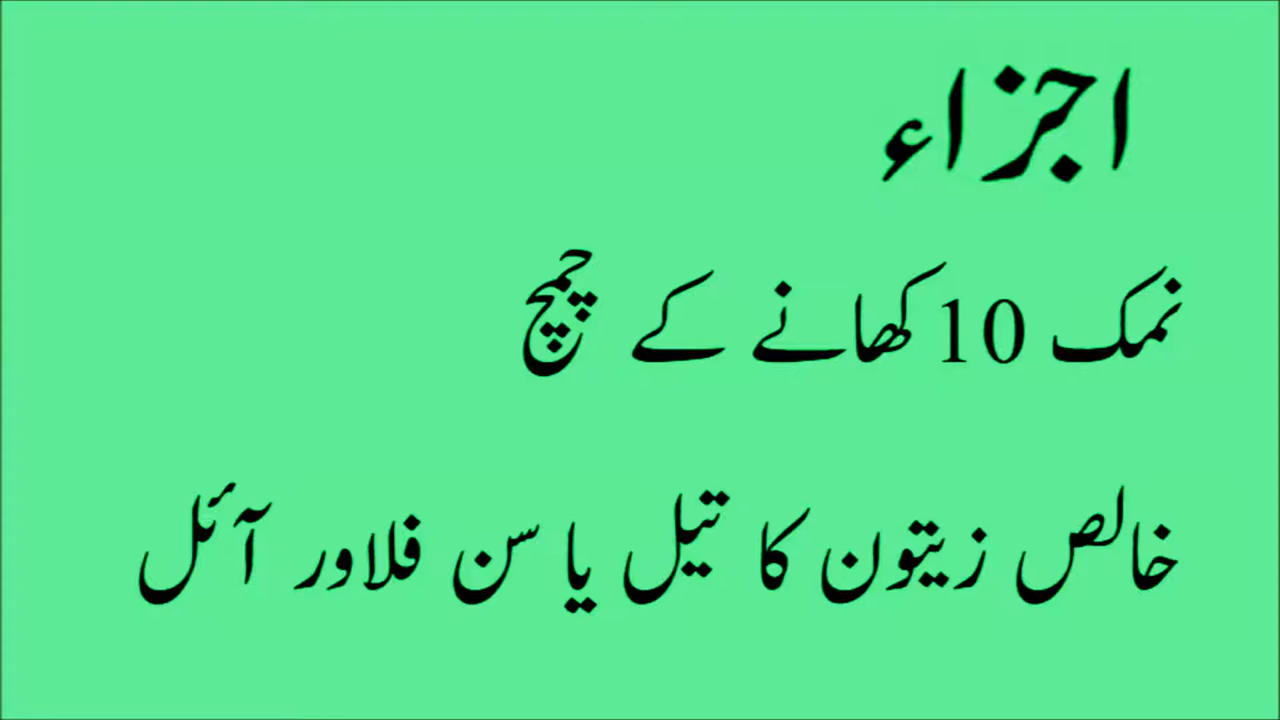 اجزاء
نمک 10 کھانے کے چمچ
خالص زیتون کا تیل یا سن فلاور آئل